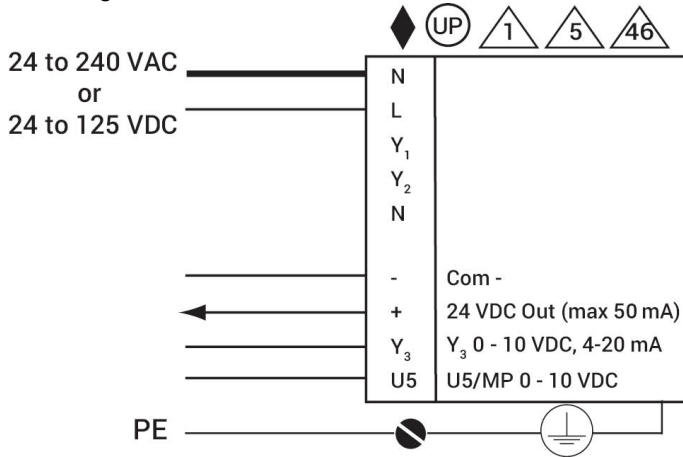 UP 1 5 46
24 to 240 VAC
or
24 to 125 VDC
N
L
Y₁
Y₂
N
- Com -
+ 24 VDC Out (max 50 mA)
Y₃ Y₃ 0 - 10 VDC, 4-20 mA
U5 U5/MP 0 - 10 VDC
PE